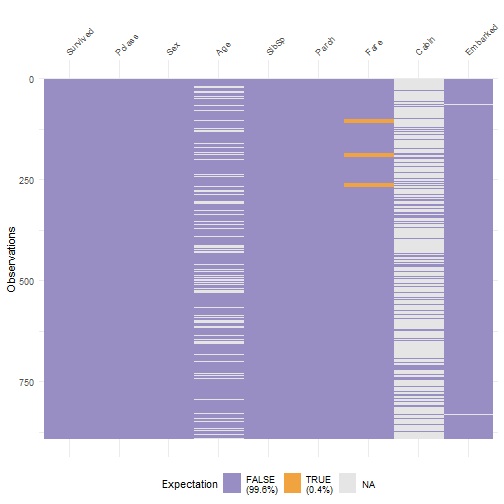 Survived Pclass Sex Age SibSp Parch Fare Cabin Embarked
0
250
500
750
Observations
Expectation FALSE (99.6%) TRUE (0.4%) NA